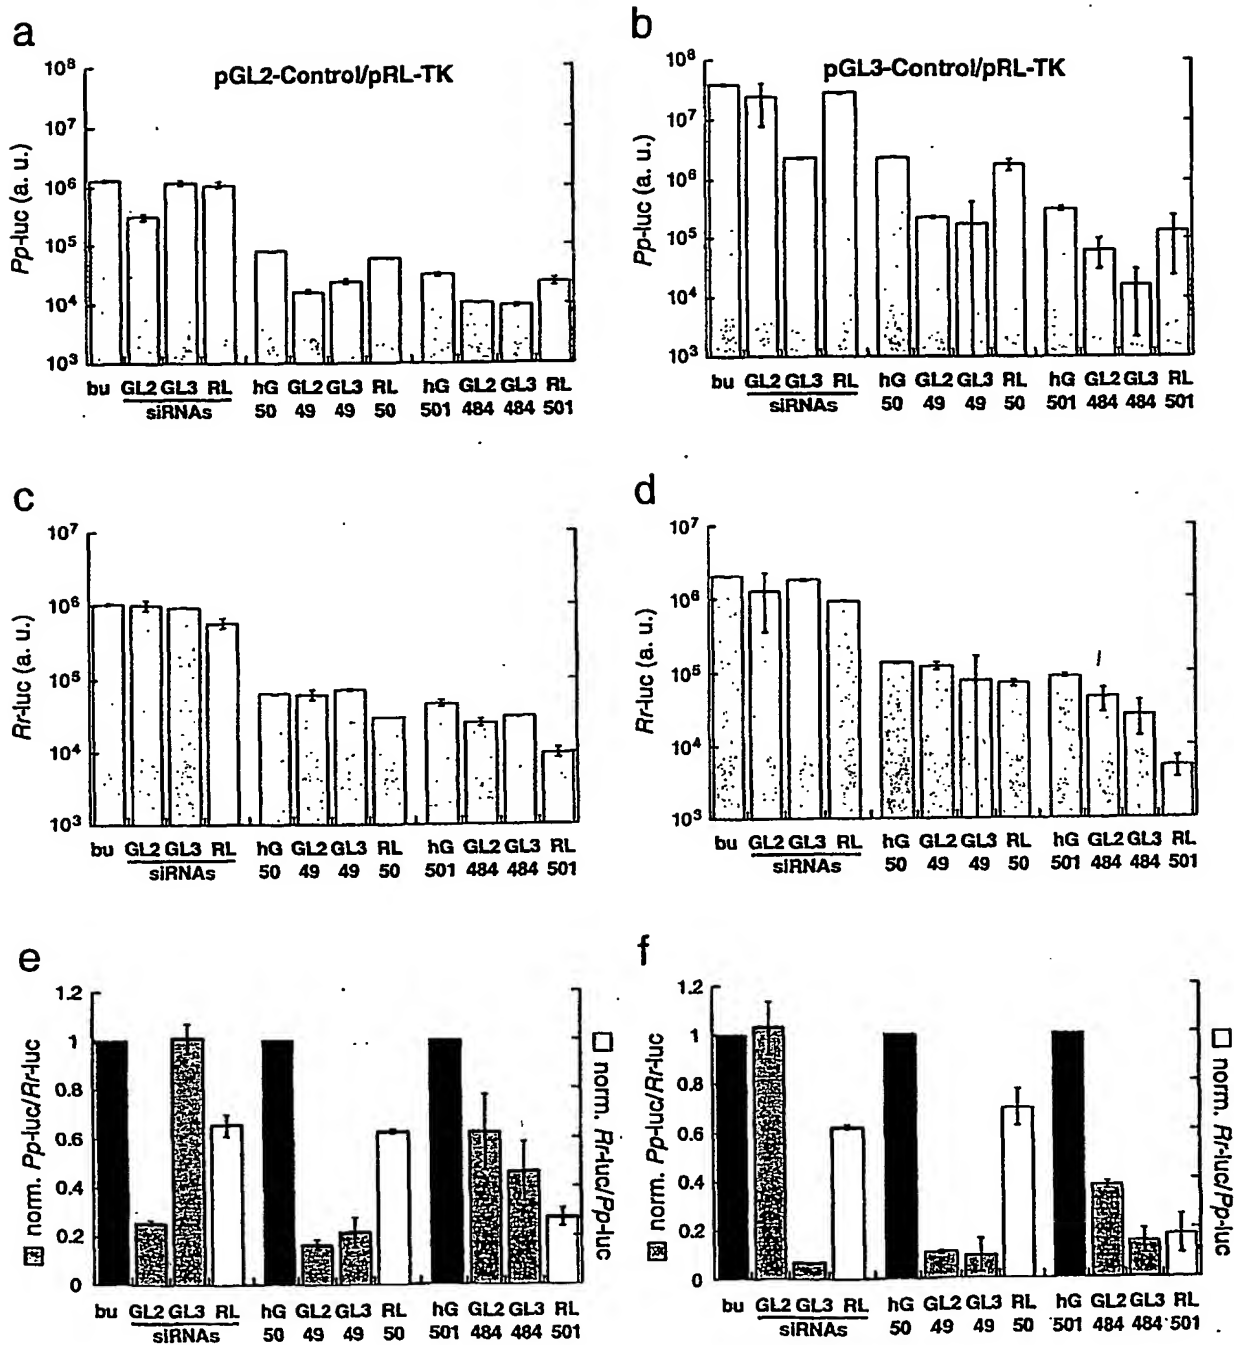 a
pGL2-Control/pRL-TK
Pp-luc (a. u.)
10⁸
10⁷
10⁶
10⁵
10⁴
10³
bu GL2 GL3 RL hG GL2 GL3 RL hG GL2 GL3 RL
siRNAs 50 49 49 50 501 484 484 501
b
pGL3-Control/pRL-TK
Pp-luc (a. u.)
10⁸
10⁷
10⁶
10⁵
10⁴
10³
bu GL2 GL3 RL hG GL2 GL3 RL hG GL2 GL3 RL
siRNAs 50 49 49 50 501 484 484 501
c
Rr-luc (a. u.)
10⁷
10⁶
10⁵
10⁴
10³
bu GL2 GL3 RL hG GL2 GL3 RL hG GL2 GL3 RL
siRNAs 50 49 49 50 501 484 484 501
d
Rr-luc (a. u.)
10⁷
10⁶
10⁵
10⁴
10³
bu GL2 GL3 RL hG GL2 GL3 RL hG GL2 GL3 RL
siRNAs 50 49 49 50 501 484 484 501
e
norm. Pp-luc/Rr-luc
1.2
1
0.8
0.6
0.4
0.2
0
norm. Rr-luc/Pp-luc
bu GL2 GL3 RL hG GL2 GL3 RL hG GL2 GL3 RL
siRNAs 50 49 49 50 501 484 484 501
f
norm. Pp-luc/Rr-luc
1.2
1
0.8
0.6
0.4
0.2
0
norm. Rr-luc/Pp-luc
bu GL2 GL3 RL hG GL2 GL3 RL hG GL2 GL3 RL
siRNAs 50 49 49 50 501 484 484 501